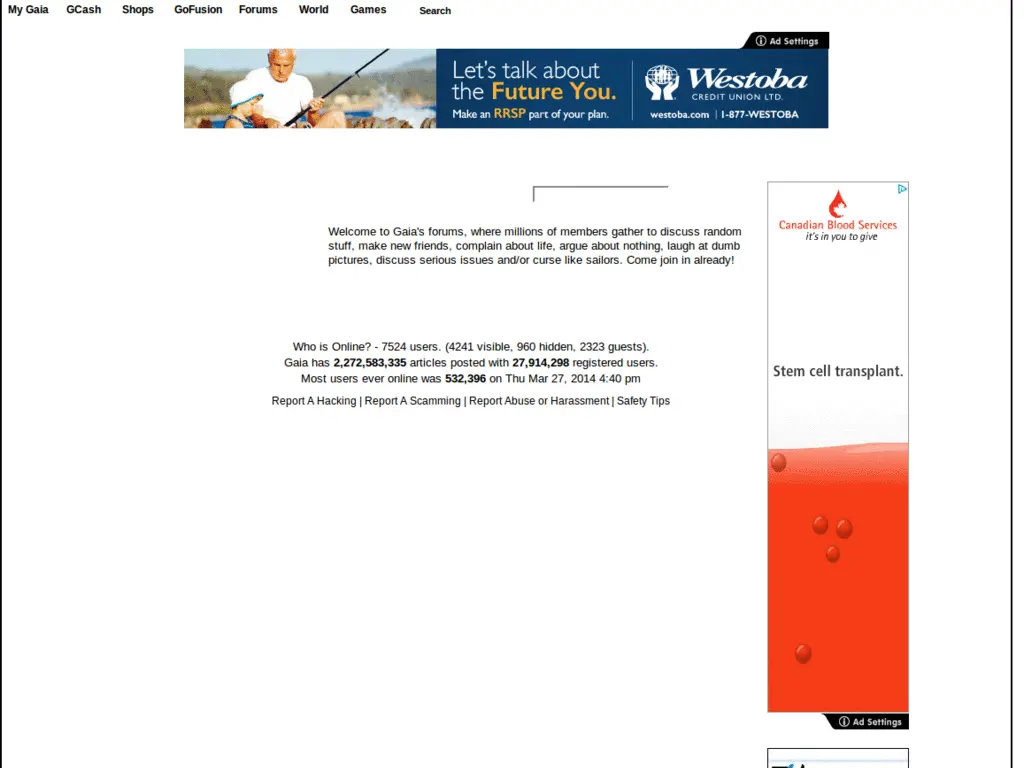 My Gaia GCash Shops GoFusion Forums World Games Search
Ad Settings
Let's talk about
the Future You.
Make an RRSP part of your plan.
Westoba
CREDIT UNION LTD.
westoba.com | 1-877-WESTOBA
Canadian Blood Services
it's in you to give
Welcome to Gaia's forums, where millions of members gather to discuss random
stuff, make new friends, complain about life, argue about nothing, laugh at dumb
pictures, discuss serious issues and/or curse like sailors. Come join in already!
Who is Online? - 7524 users. (4241 visible, 960 hidden, 2323 guests).
Gaia has 2,272,583,335 articles posted with 27,914,298 registered users.
Most users ever online was 532,396 on Thu Mar 27, 2014 4:40 pm
Report A Hacking | Report A Scamming | Report Abuse or Harassment | Safety Tips
Stem cell transplant.
Ad Settings